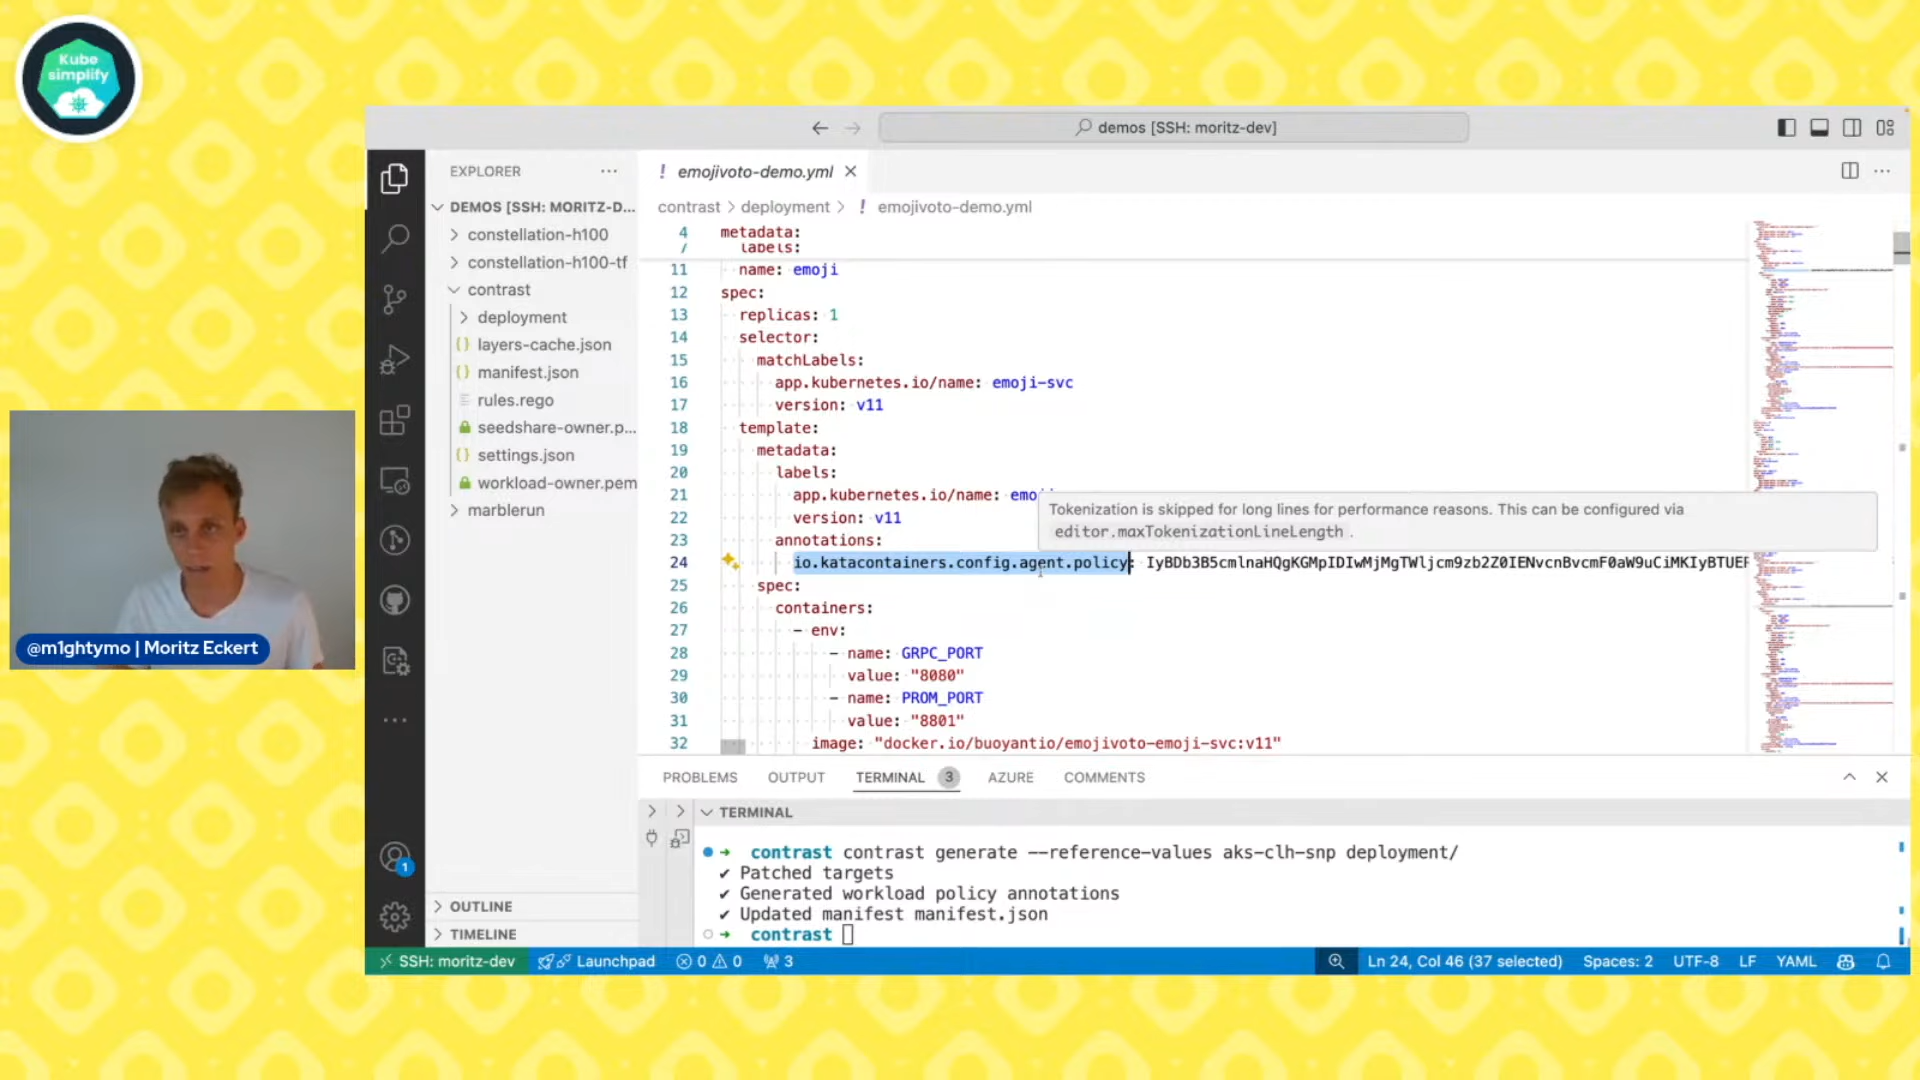 Kube
simplify
demos [SSH: moritz-dev]
EXPLORER
DEMOS [SSH: MORITZ-D...
constellation-h100
constellation-h100-tf
contrast
deployment
layers-cache.json
manifest.json
rules.rego
seedshare-owner.p...
settings.json
workload-owner.pem
marblerun
OUTLINE
TIMELINE
! emojivoto-demo.yml
contrast > deployment > ! emojivoto-demo.yml
4 metadata:
7 labels:
11 name: emoji
12 spec:
13 replicas: 1
14 selector:
15 matchLabels:
16 app.kubernetes.io/name: emoji-svc
17 version: v11
18 template:
19 metadata:
20 labels:
21 app.kubernetes.io/name: emo
Tokenization is skipped for long lines for performance reasons. This can be configured via
editor.maxTokenizationLineLength .
22 version: v11
23 annotations:
24 io.katacontainers.config.agent.policy: IyBDb3B5cmlnaHQgKGMpIDIwMjMgTWljcm9zb2Z0IENvcnBvcmF0aW9uCiMKIyBTUEF
25 spec:
26 containers:
27 - env:
28 - name: GRPC_PORT
29 value: "8080"
30 - name: PROM_PORT
31 value: "8801"
32 image: "docker.io/buoyantio/emojivoto-emoji-svc:v11"
PROBLEMS OUTPUT TERMINAL 3 AZURE COMMENTS
TERMINAL
contrast contrast generate --reference-values aks-clh-snp deployment/
✔ Patched targets
✔ Generated workload policy annotations
✔ Updated manifest manifest.json
contrast
1
SSH: moritz-dev Launchpad 0 0 3 Ln 24, Col 46 (37 selected) Spaces: 2 UTF-8 LF YAML
@m1ghtymo | Moritz Eckert